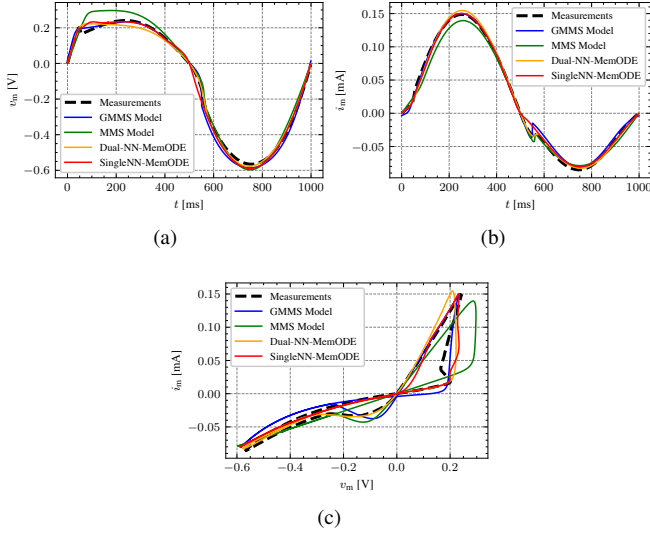 0.2
0.0
−0.2
−0.4
−0.6
v_m [V]
Measurements
GMMS Model
MMS Model
Dual-NN-MemODE
SingleNN-MemODE
0 200 400 600 800 1000
t [ms]
(a)
0.15
0.10
0.05
0.00
−0.05
i_m [mA]
Measurements
GMMS Model
MMS Model
Dual-NN-MemODE
SingleNN-MemODE
0 200 400 600 800 1000
t [ms]
(b)
0.15
0.10
0.05
0.00
−0.05
i_m [mA]
Measurements
GMMS Model
MMS Model
Dual-NN-MemODE
SingleNN-MemODE
−0.6 −0.4 −0.2 0.0 0.2
v_m [V]
(c)